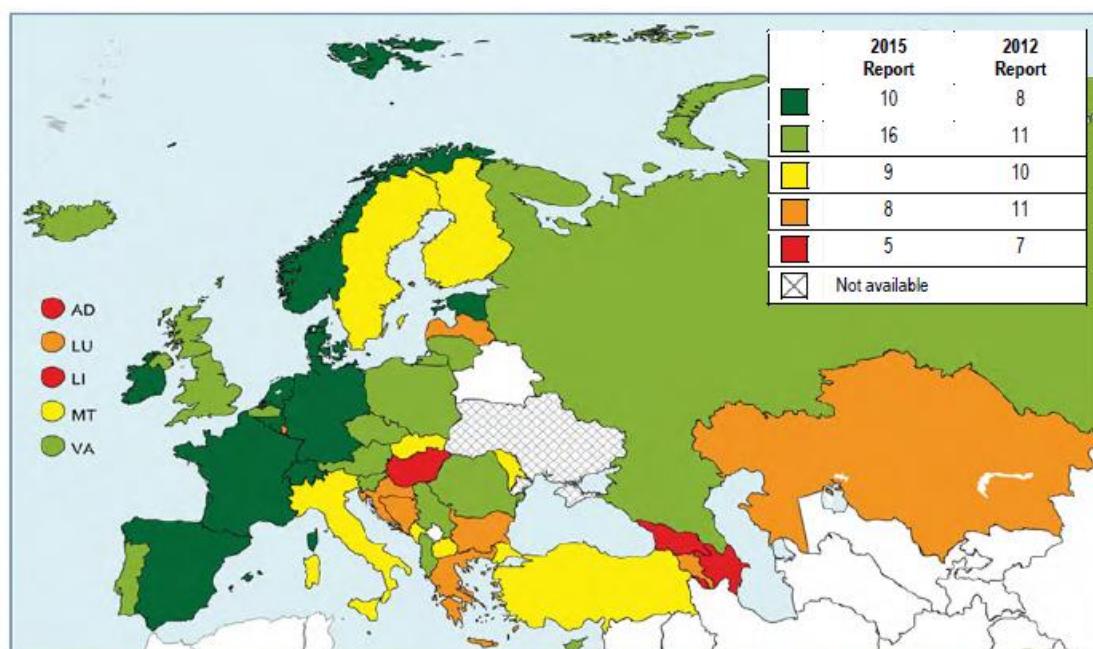 2015 2012
Report Report
10 8
16 11
9 10
8 11
5 7
Not available
AD
LU
LI
MT
VA